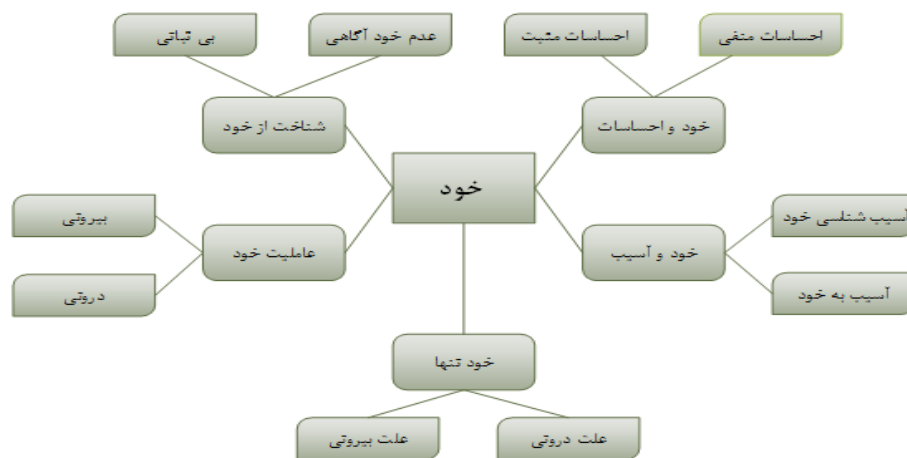 احساسات منفی
احساسات مثبت
عدم خود آگاهی
بی ثباتی
خود و احساسات
شناخت از خود
خود
آسیب شناسی خود
بیرونی
خود و آسیب
عاملیت خود
آسیب به خود
درونی
خود تنها
علت درونی
علت بیرونی